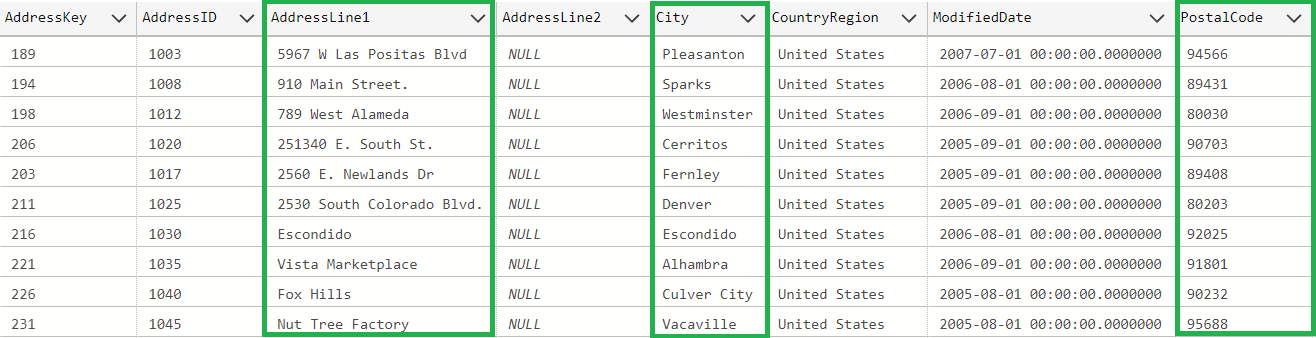 AddressKey AddressID AddressLine1 AddressLine2 City CountryRegion ModifiedDate PostalCode
189 1003 5967 W Las Positas Blvd NULL Pleasanton United States 2007-07-01 00:00:00.0000000 94566
194 1008 910 Main Street. NULL Sparks United States 2006-08-01 00:00:00.0000000 89431
198 1012 789 West Alameda NULL Westminster United States 2006-09-01 00:00:00.0000000 80030
206 1020 251340 E. South St. NULL Cerritos United States 2005-09-01 00:00:00.0000000 90703
203 1017 2560 E. Newlands Dr NULL Fernley United States 2005-09-01 00:00:00.0000000 89408
211 1025 2530 South Colorado Blvd. NULL Denver United States 2005-09-01 00:00:00.0000000 80203
216 1030 Escondido NULL Escondido United States 2006-08-01 00:00:00.0000000 92025
221 1035 Vista Marketplace NULL Alhambra United States 2006-09-01 00:00:00.0000000 91801
226 1040 Fox Hills NULL Culver City United States 2005-08-01 00:00:00.0000000 90232
231 1045 Nut Tree Factory NULL Vacaville United States 2005-08-01 00:00:00.0000000 95688